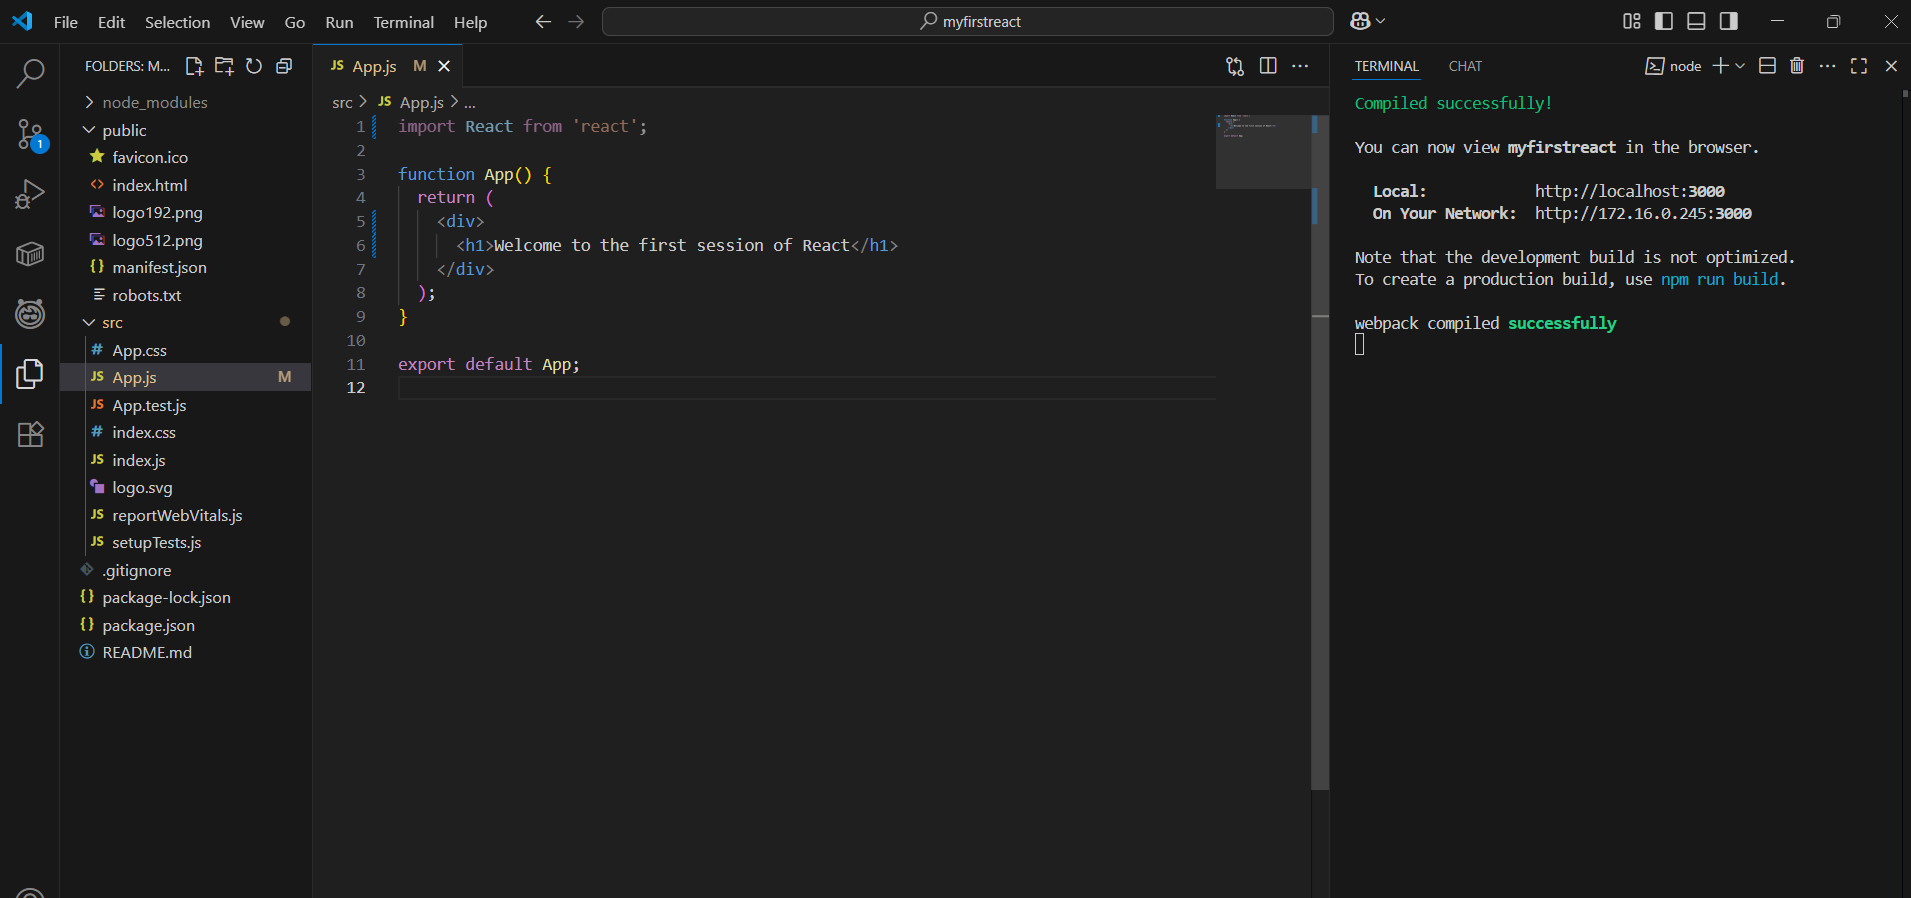 File Edit Selection View Go Run Terminal Help
myfirstreact
FOLDERS: M...
node_modules
public
favicon.ico
index.html
logo192.png
logo512.png
manifest.json
robots.txt
src
App.css
App.js M
App.test.js
index.css
index.js
logo.svg
reportWebVitals.js
setupTests.js
.gitignore
package-lock.json
package.json
README.md
1
JS App.js M
src > JS App.js > ...
1 import React from 'react';
2
3 function App() {
4 return (
5 <div>
6 <h1>Welcome to the first session of React</h1>
7 </div>
8 );
9 }
10
11 export default App;
12
TERMINAL CHAT
node
Compiled successfully!
You can now view myfirstreact in the browser.
Local: http://localhost:3000
On Your Network: http://172.16.0.245:3000
Note that the development build is not optimized.
To create a production build, use npm run build.
webpack compiled successfully